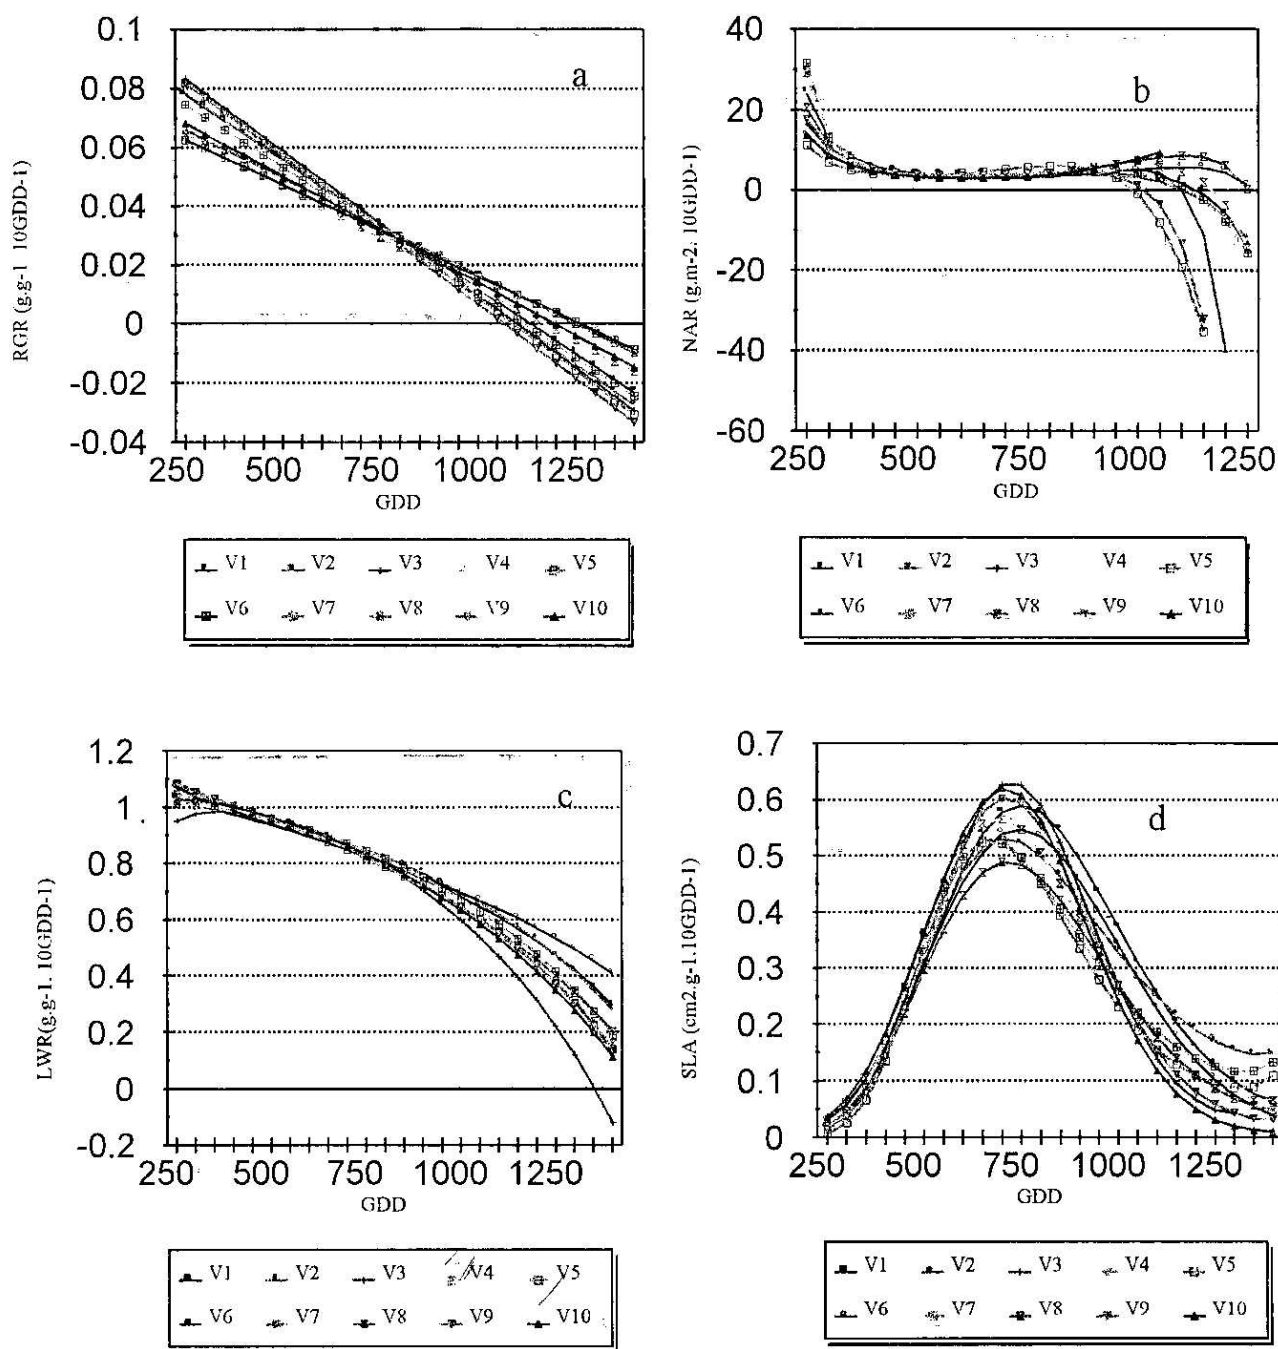 0.1
0.08
0.06
0.04
0.02
0
-0.02
-0.04
RGR (g.g-1 10GDD-1)
a
250 500 750 1000 1250
GDD
V1 V2 V3 V4 V5
V6 V7 V8 V9 V10
40
20
0
-20
-40
-60
NAR (g.m-2. 10GDD-1)
b
250 500 750 1000 1250
GDD
V1 V2 V3 V4 V5
V6 V7 V8 V9 V10
1.2
1
0.8
0.6
0.4
0.2
0
-0.2
LWR(g.g-1. 10GDD-1)
c
250 500 750 1000 1250
GDD
V1 V2 V3 V4 V5
V6 V7 V8 V9 V10
0.7
0.6
0.5
0.4
0.3
0.2
0.1
0
SLA (cm2.g-1.10GDD-1)
d
250 500 750 1000 1250
GDD
V1 V2 V3 V4 V5
V6 V7 V8 V9 V10